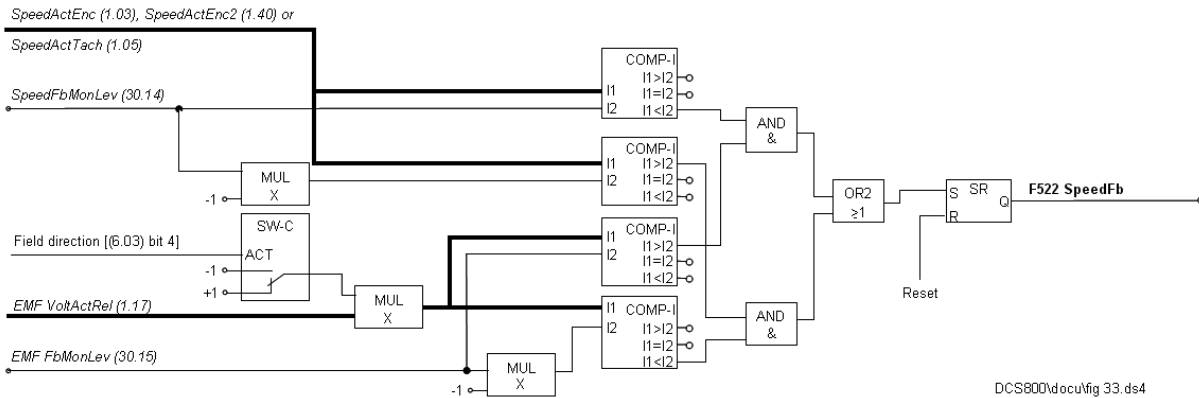 SpeedActEnc (1.03), SpeedActEnc2 (1.40) or
SpeedActTach (1.05)
SpeedFbMonLev (30.14)
COMP-I
I1>I2
I1=I2
I1<I2
I1
I2
AND
&
COMP-I
I1>I2
I1=I2
I1<I2
I1
I2
MUL
X
-1
OR2
≥1
S SR
Q
R
F522 SpeedFb
Reset
SW-C
ACT
-1
+1
Field direction [(6.03) bit 4]
COMP-I
I1>I2
I1=I2
I1<I2
I1
I2
MUL
X
EMF VoltActRel (1.17)
COMP-I
I1>I2
I1=I2
I1<I2
I1
I2
AND
&
EMF FbMonLev (30.15)
MUL
X
-1
DCS800\docu\fig 33.ds4